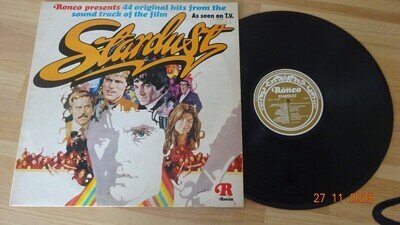 Ronco presents 44 original hits from the
sound track of the film
As seen on T.V.
Stardust
R
Ronco
Ronco
STARDUST
27 11 2025